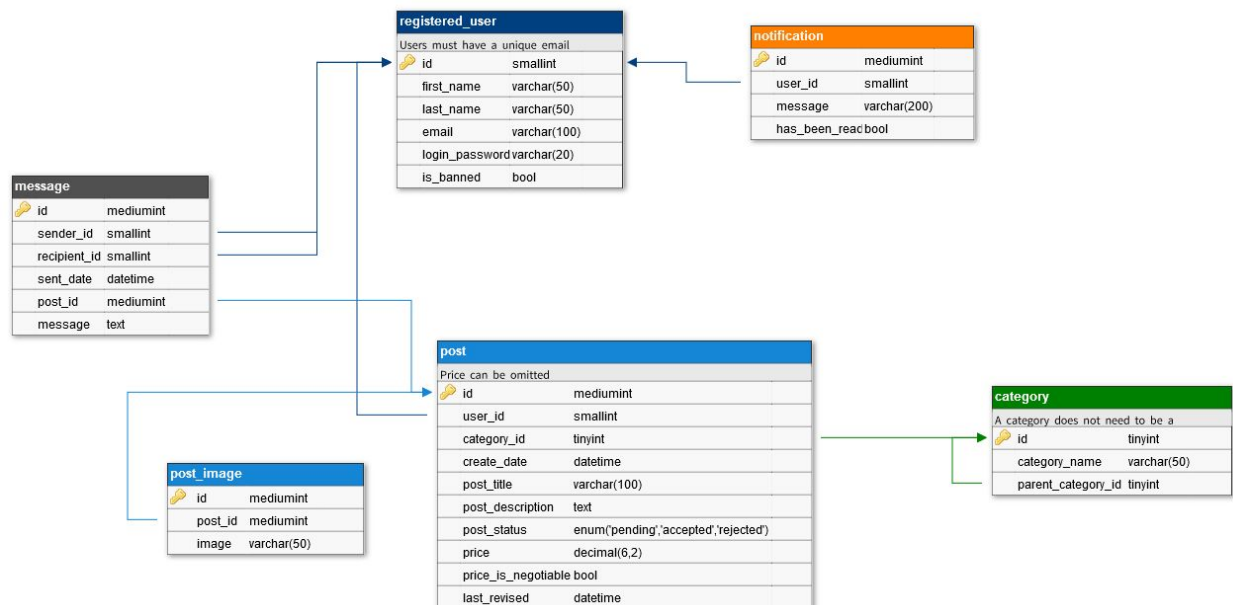 registered_user
Users must have a unique email
id smallint
first_name varchar(50)
last_name varchar(50)
email varchar(100)
login_password varchar(20)
is_banned bool
notification
id mediumint
user_id smallint
message varchar(200)
has_been_read bool
message
id mediumint
sender_id smallint
recipient_id smallint
sent_date datetime
post_id mediumint
message text
post
Price can be omitted
id mediumint
user_id smallint
category_id tinyint
create_date datetime
post_title varchar(100)
post_description text
post_status enum('pending','accepted','rejected')
price decimal(6,2)
price_is_negotiable bool
last_revised datetime
category
A category does not need to be a
id tinyint
category_name varchar(50)
parent_category_id tinyint
post_image
id mediumint
post_id mediumint
image varchar(50)